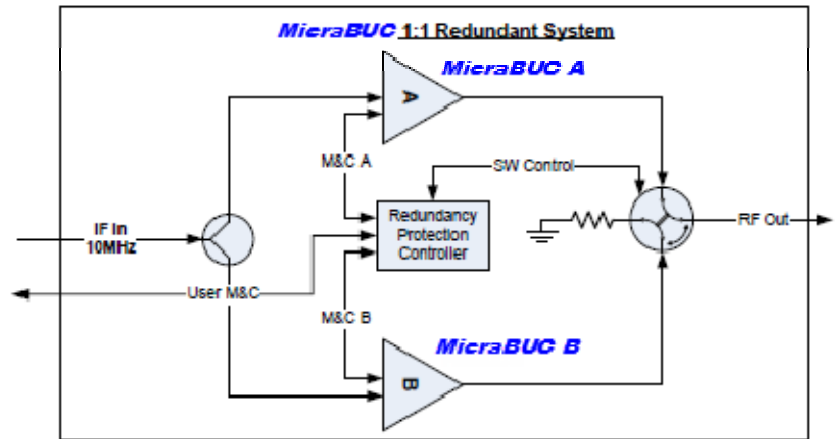 MicraBUC 1:1 Redundant System
MicraBUC A
A
M&C A
SW Control
Redundancy
Protection
Controller
IF In
10MHz
RF Out
User M&C
M&C B
MicraBUC B
B